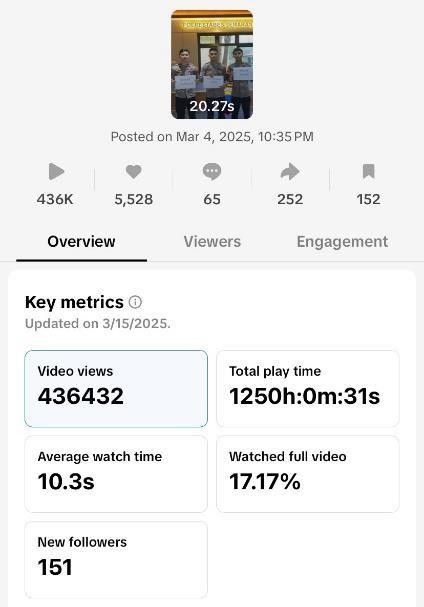 20.27s
Posted on Mar 4, 2025, 10:35 PM
436K 5,528 65 252 152
Overview Viewers Engagement
Key metrics
Updated on 3/15/2025.
Video views Total play time
436432 1250h:0m:31s
Average watch time Watched full video
10.3s 17.17%
New followers
151